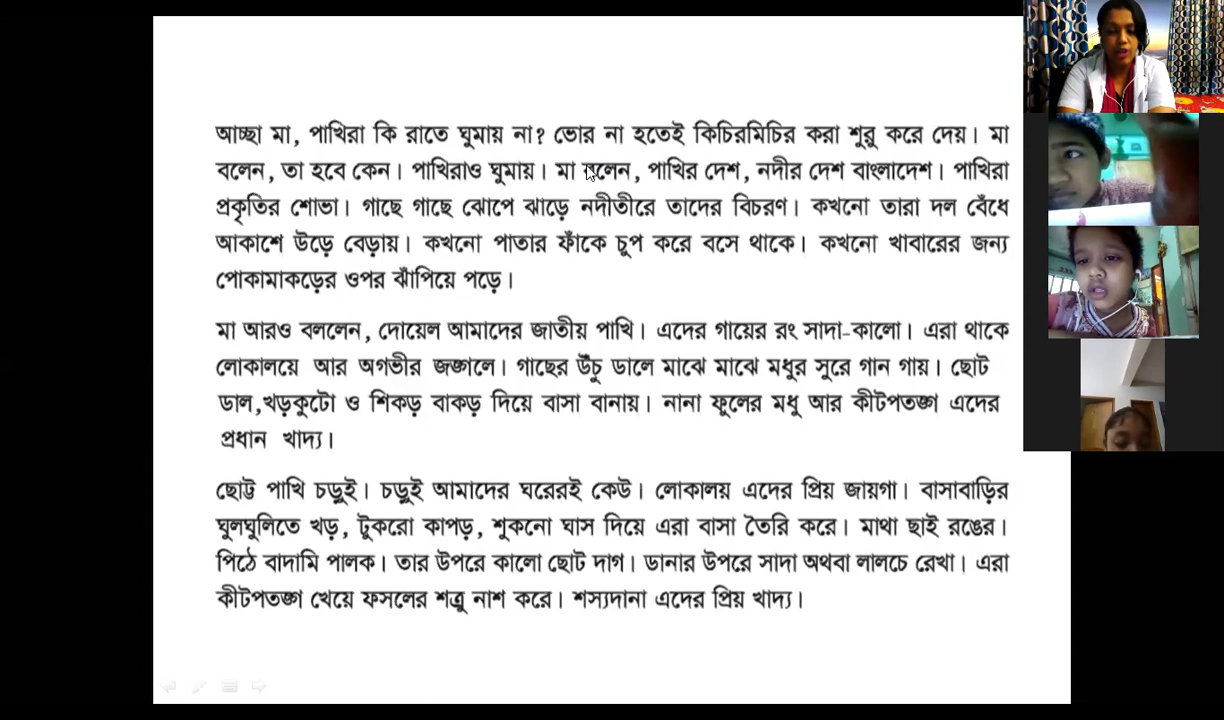 আচ্ছা মা, পাখিরা কি রাতে ঘুমায় না? ভোর না হতেই কিচিরমিচির করা শুরু করে দেয়। মা
বলেন, তা হবে কেন। পাখিরাও ঘুমায়। মা বলেন, পাখির দেশ, নদীর দেশ বাংলাদেশ। পাখিরা
প্রকৃতির শোভা। গাছে গাছে ঝোপে ঝাড়ে নদীতীরে তাদের বিচরণ। কখনো তারা দল বেঁধে
আকাশে উড়ে বেড়ায়। কখনো পাতার ফাঁকে চুপ করে বসে থাকে। কখনো খাবারের জন্য
পোকামাকড়ের ওপর ঝাঁপিয়ে পড়ে।
মা আরও বললেন, দোয়েল আমাদের জাতীয় পাখি। এদের গায়ের রং সাদা-কালো। এরা থাকে
লোকালয়ে আর অগভীর জঙ্গলে। গাছের উঁচু ডালে মাঝে মাঝে মধুর সুরে গান গায়। ছোট
ডাল,খড়কুটো ও শিকড় বাকড় দিয়ে বাসা বানায়। নানা ফুলের মধু আর কীটপতঙ্গ এদের
প্রধান খাদ্য।
ছোট্ট পাখি চড়ুই। চড়ুই আমাদের ঘরেরই কেউ। লোকালয় এদের প্রিয় জায়গা। বাসাবাড়ির
ঘুলঘুলিতে খড়, টুকরো কাপড়, শুকনো ঘাস দিয়ে এরা বাসা তৈরি করে। মাথা ছাই রঙের।
পিঠে বাদামি পালক। তার উপরে কালো ছোট দাগ। ডানার উপরে সাদা অথবা লালচে রেখা। এরা
কীটপতঙ্গ খেয়ে ফসলের শত্রু নাশ করে। শস্যদানা এদের প্রিয় খাদ্য।